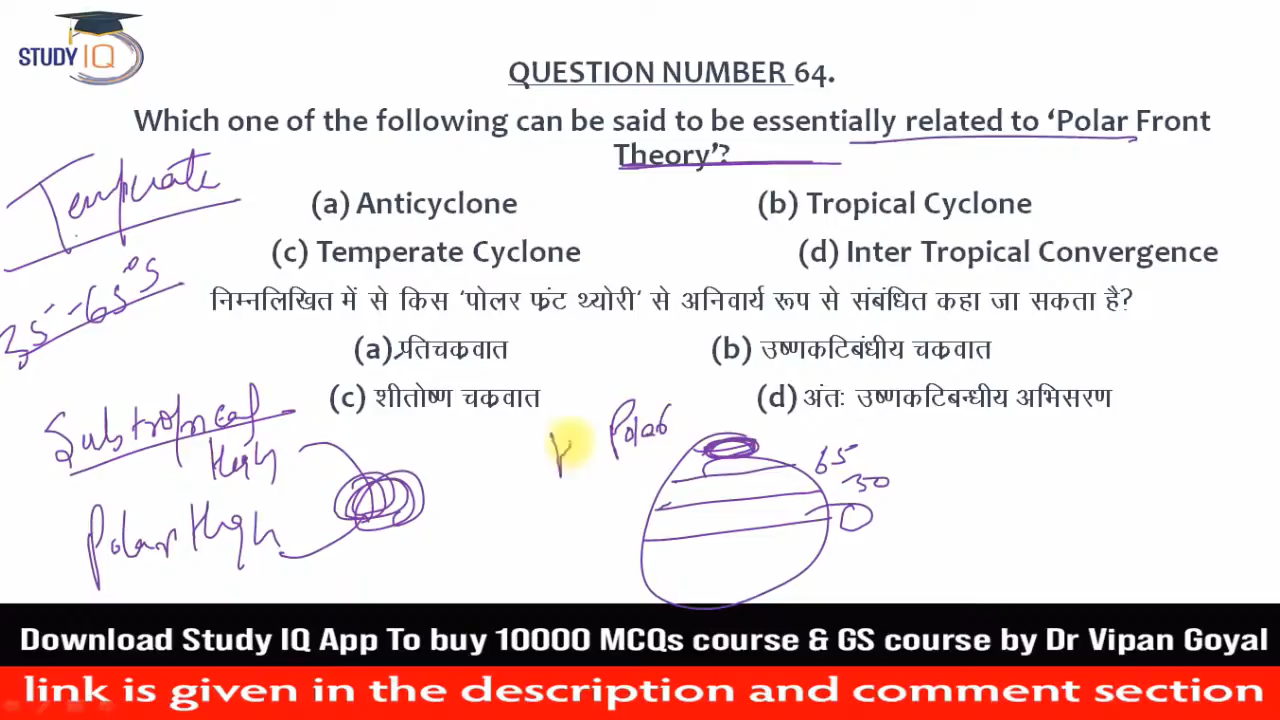 STUDY IQ
QUESTION NUMBER 64.
Which one of the following can be said to be essentially related to ‘Polar Front
Theory’?
(a) Anticyclone (b) Tropical Cyclone
(c) Temperate Cyclone (d) Inter Tropical Convergence
निम्नलिखित में से किस ‘पोलर फ्रंट थ्योरी’ से अनिवार्य रूप से संबंधित कहा जा सकता है?
(a) प्रतिचक्रवात (b) उष्णकटिबंधीय चक्रवात
(c) शीतोष्ण चक्रवात (d) अंतः उष्णकटिबन्धीय अभिसरण
Temperate
35°-65°S
Subtropical
High
Polar High
Polar
65
30
0
Download Study IQ App To buy 10000 MCQs course & GS course by Dr Vipan Goyal
link is given in the description and comment section